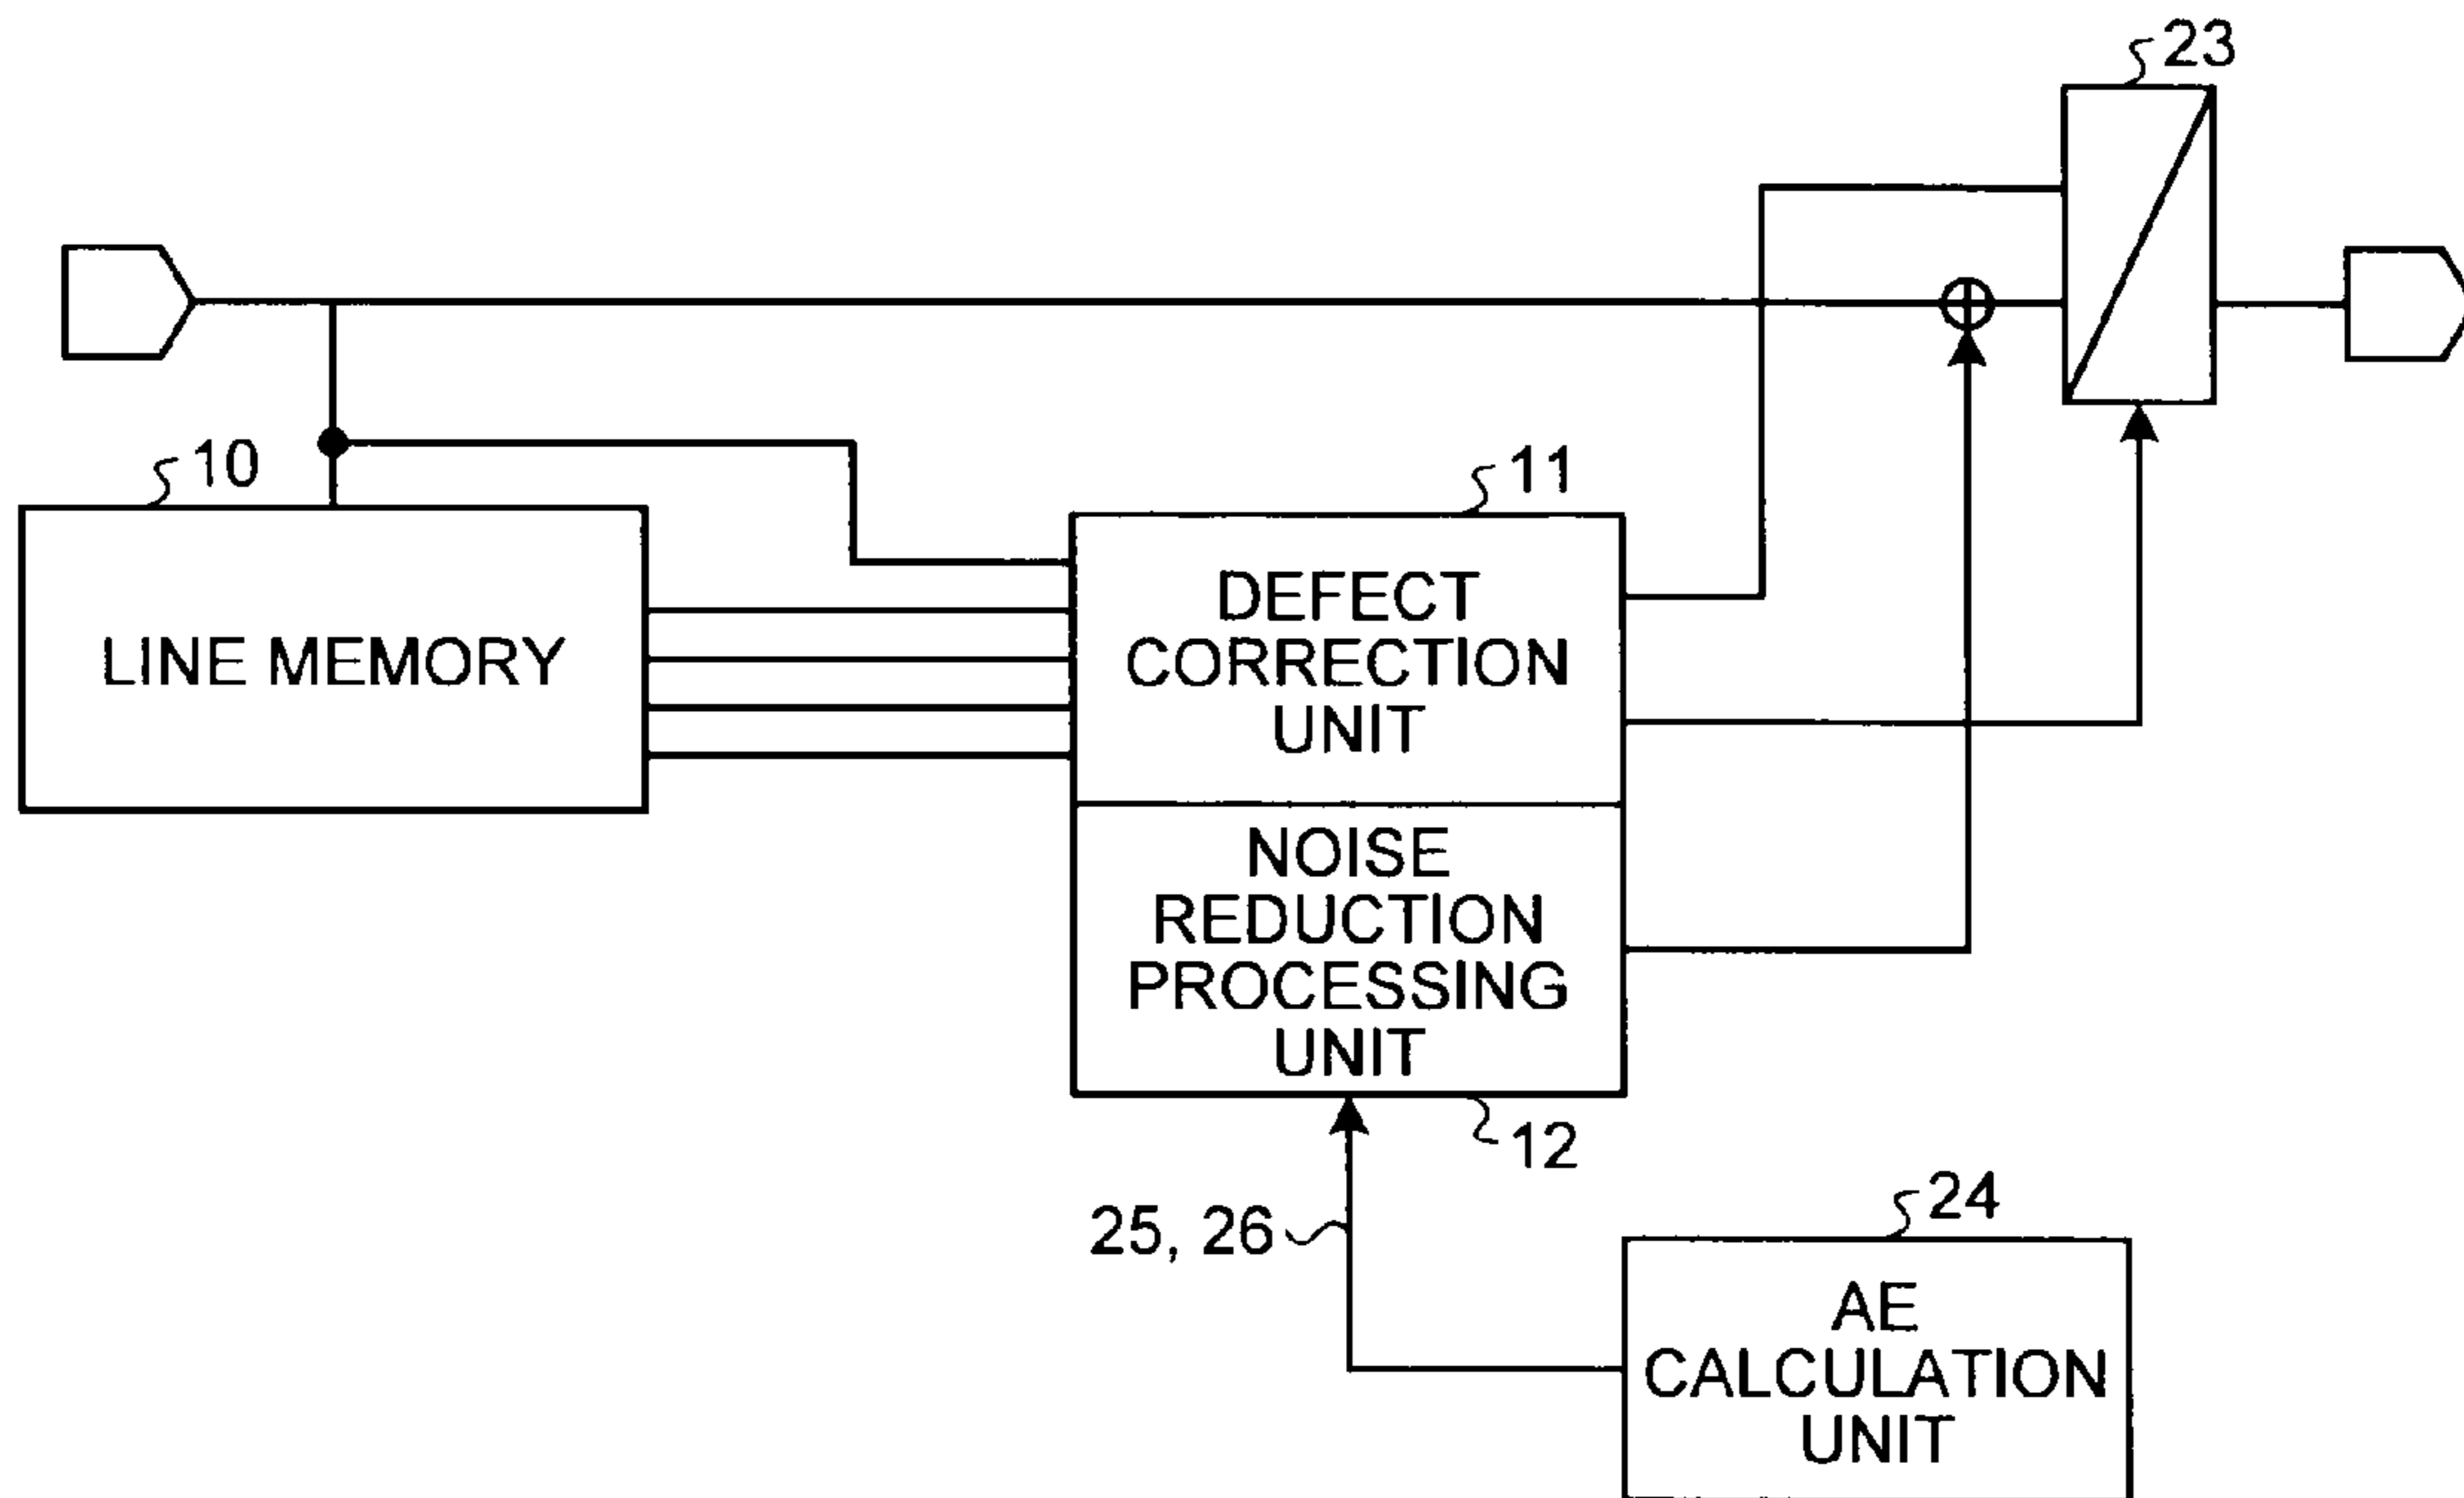 23
10
11
LINE MEMORY
DEFECT
CORRECTION
UNIT
NOISE
REDUCTION
PROCESSING
UNIT
12
25, 26
24
AE
CALCULATION
UNIT